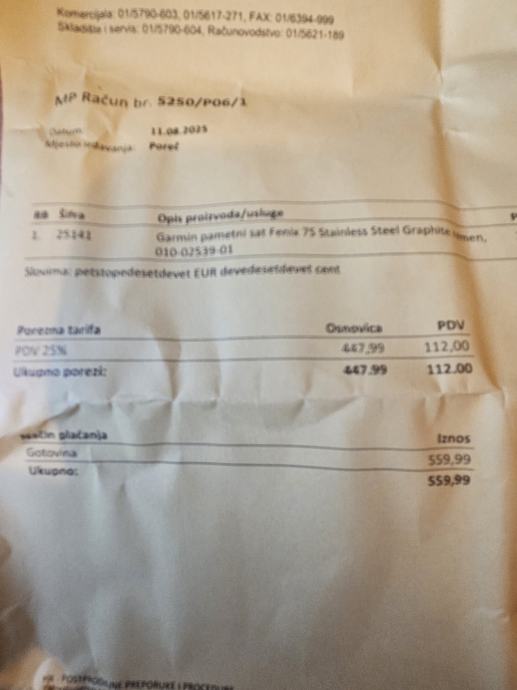 Komercijala: 01/5790-603, 01/5617-271, FAX: 01/6394-999
Skladište i servis: 01/5790-604, Računovodstvo: 01/5621-189
MP Račun br. 5250/P06/1
Datum: 11.08.2025
Mjesto izdavanja: Poreč
RB Šifra Opis proizvoda/usluge
1. 25141 Garmin pametni sat Fenix 7S Stainless Steel Graphite
010-02539-01
Slovima: petstopedesetdevet EUR devedesetdevet cent
Porezna tarifa Osnovica PDV
PDV 25% 447,99 112,00
Ukupno porezi: 447.99 112.00
plaćanja Iznos
Gotovina 559,99
Ukupno: 559,99
PREPORUKE I PROCEDURE